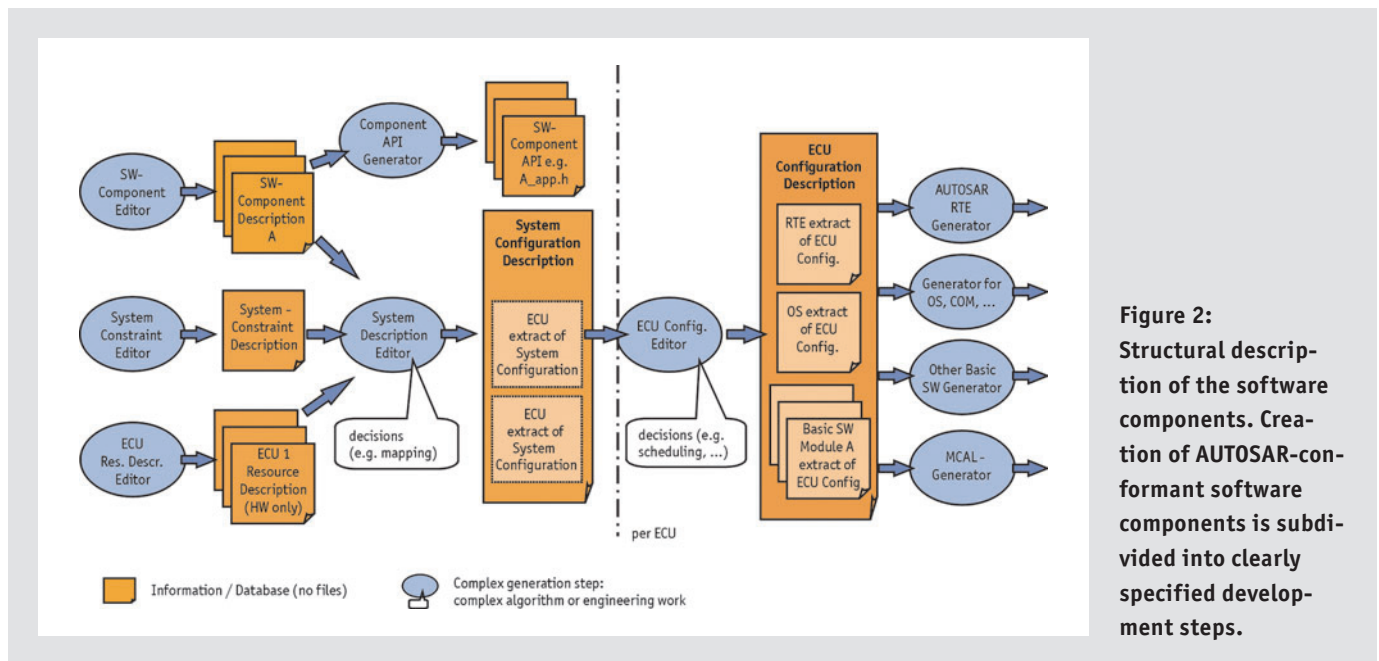 SW-
Component
Editor
SW-
Component
Description
A
Component
API
Generator
SW-
Component
API e.g.
A_app.h
System
Constraint
Editor
System -
Constraint
Description
System
Description
Editor
decisions
(e.g. mapping)
ECU
Res. Descr.
Editor
ECU 1
Resource
Description
(HW only)
System
Configuration
Description
ECU
extract of
System
Configuration
ECU
extract of
System
Configuration
per ECU
ECU Config.
Editor
decisions (e.g.
scheduling, ...)
ECU
Configuration
Description
RTE extract
of ECU
Config.
OS extract
of ECU
Config.
Basic SW
Module A
extract of
ECU Config
AUTOSAR
RTE
Generator
Generator for
OS, COM, ...
Other Basic
SW Generator
MCAL-
Generator
Information / Database (no files)
Complex generation step:
complex algorithm or engineering work
Figure 2:
Structural descrip-
tion of the software
components. Crea-
tion of AUTOSAR-con-
formant software
components is subdi-
vided into clearly
specified develop-
ment steps.